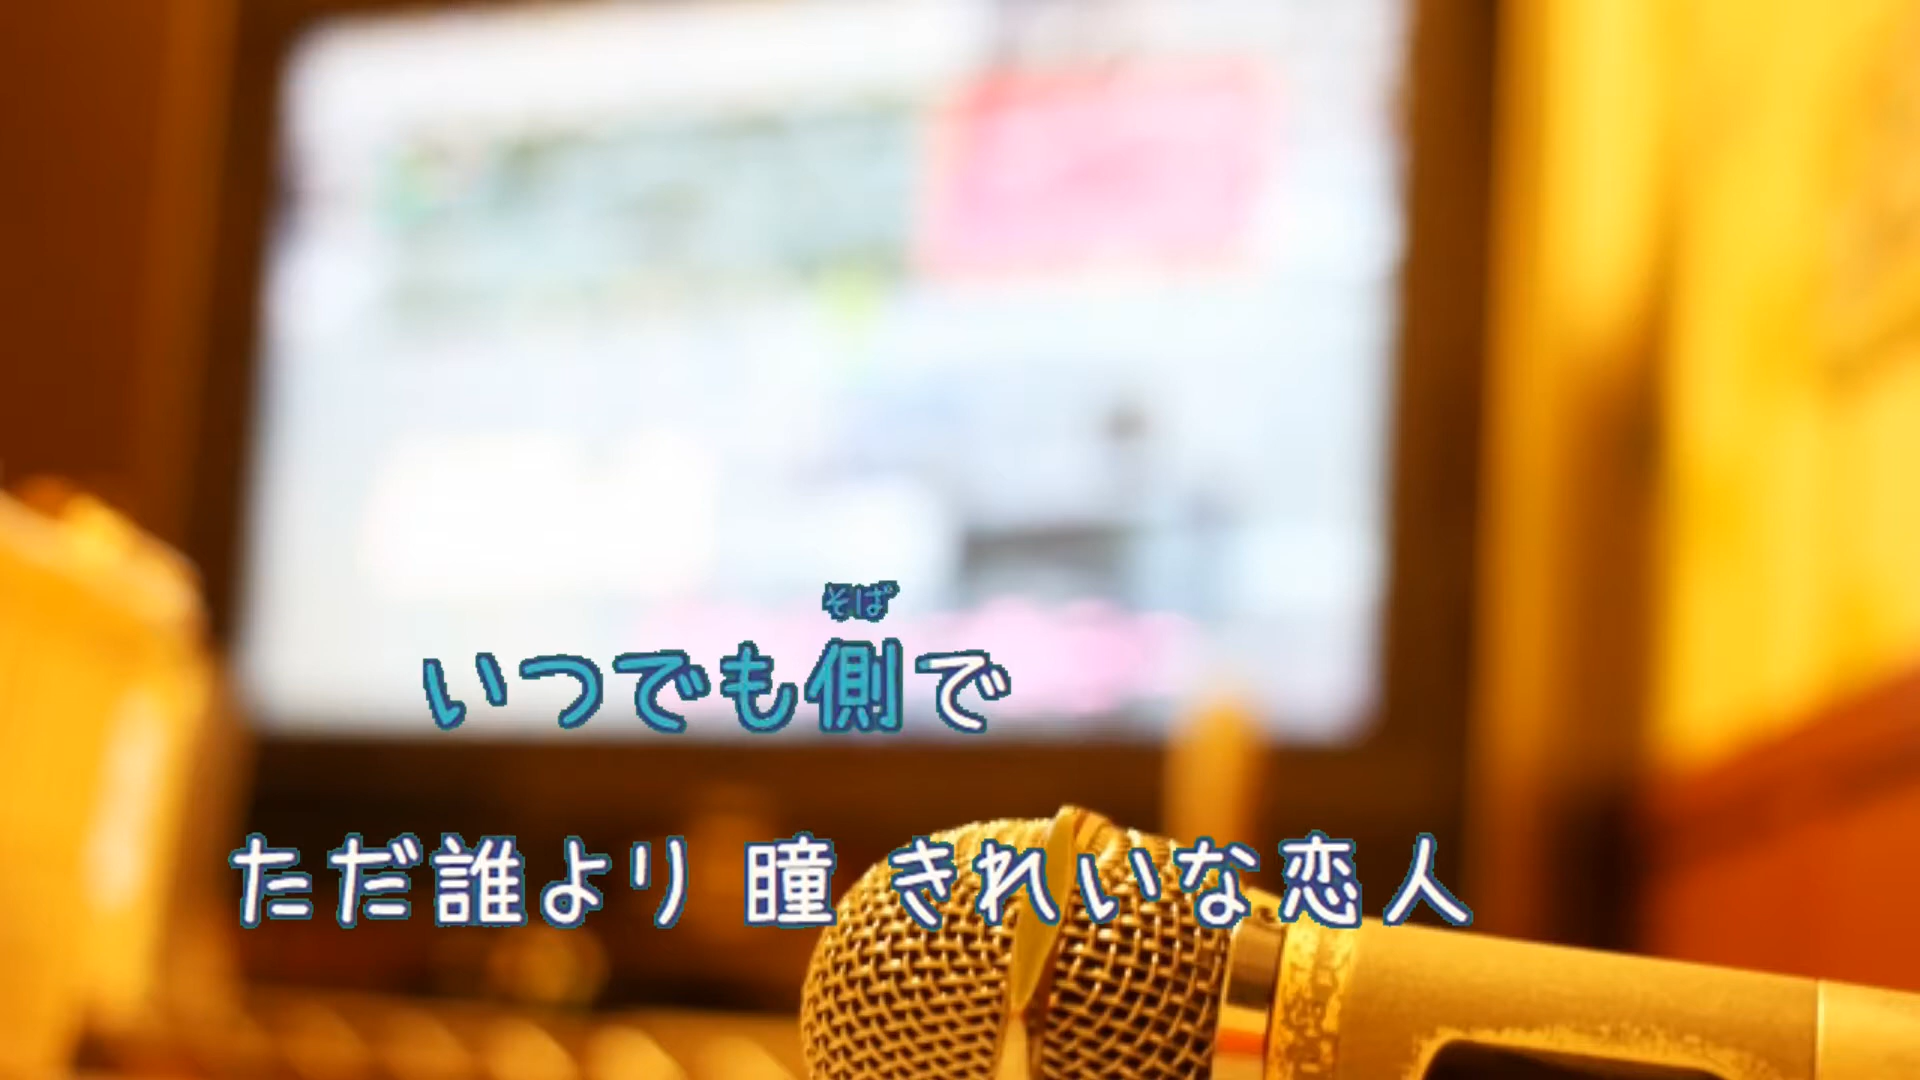 そば
いつでも側で
ただ誰より 瞳 きれいな恋人